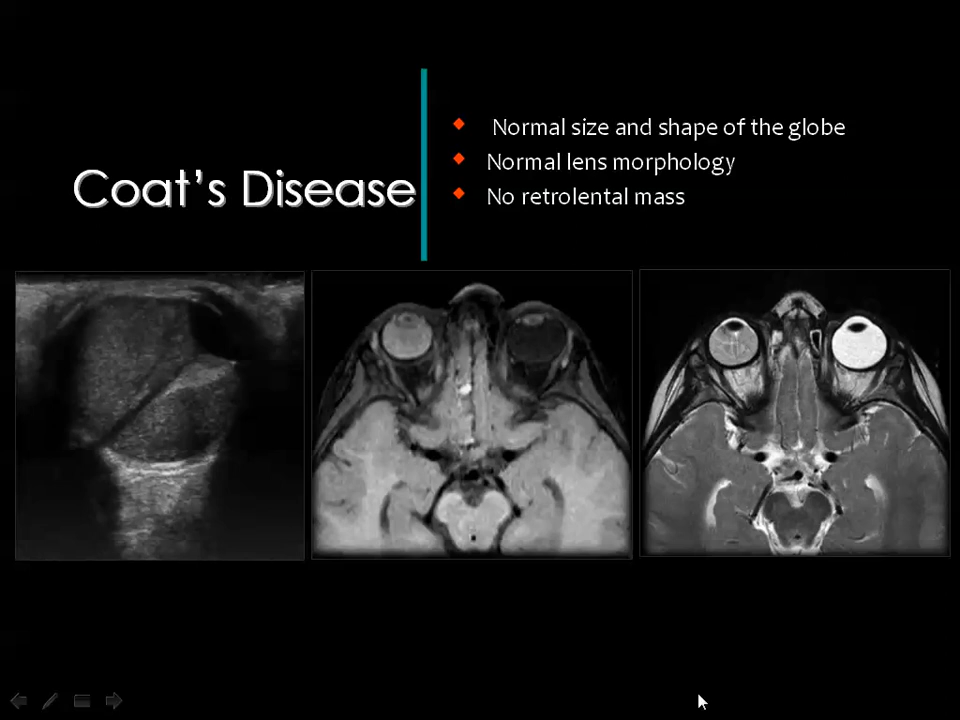 Coat's Disease
Normal size and shape of the globe
Normal lens morphology
No retrolental mass